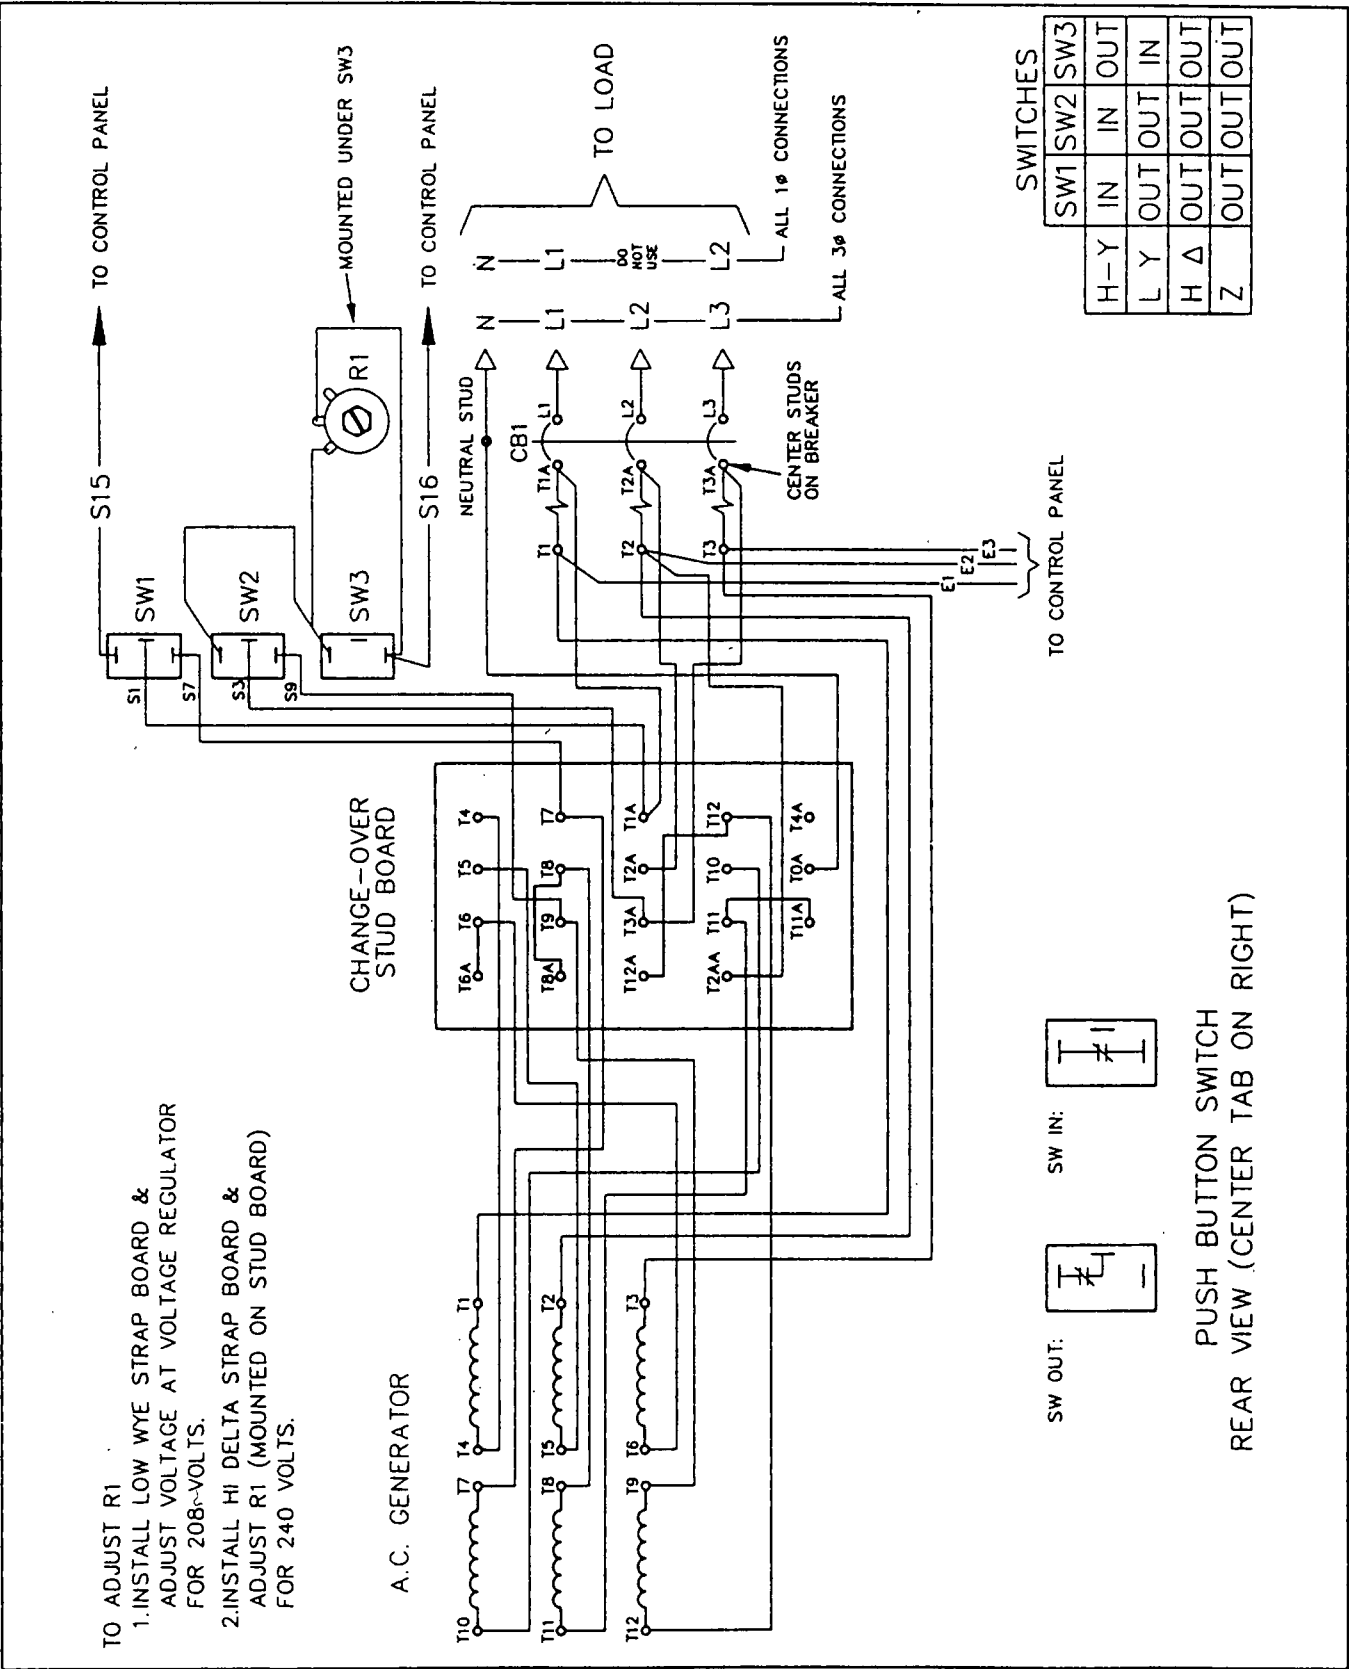 TO ADJUST R1
1.INSTALL LOW WYE STRAP BOARD &
ADJUST VOLTAGE AT VOLTAGE REGULATOR
FOR 208~VOLTS.
2.INSTALL HI DELTA STRAP BOARD &
ADJUST R1 (MOUNTED ON STUD BOARD)
FOR 240 VOLTS.
A.C. GENERATOR
T10
T7
T4
T1
T11
T8
T5
T2
T12
T9
T6
T3
CHANGE-OVER
STUD BOARD
T6A
T6
T5
T4
T8A
T9
T8
T7
T12A
T3A
T2A
T1A
T2AA
T11
T10
T12
T11A
T0A
T4A
S1
S7
SW1
S3
S9
SW2
SW3
S15
TO CONTROL PANEL
R1
MOUNTED UNDER SW3
S16
TO CONTROL PANEL
NEUTRAL STUD
CB1
T1
T1A
L1
T2
T2A
L2
T3
T3A
L3
CENTER STUDS
ON BREAKER
E1
E2
E3
TO CONTROL PANEL
N
L1
L2
L3
ALL 3ø CONNECTIONS
N
L1
DO
NOT
USE
L2
ALL 1ø CONNECTIONS
TO LOAD
SW OUT:
SW IN:
PUSH BUTTON SWITCH
REAR VIEW (CENTER TAB ON RIGHT)
SWITCHES
SW1 SW2 SW3
H-Y IN IN OUT
L Y OUT OUT IN
H Δ OUT OUT OUT
Z OUT OUT OUT